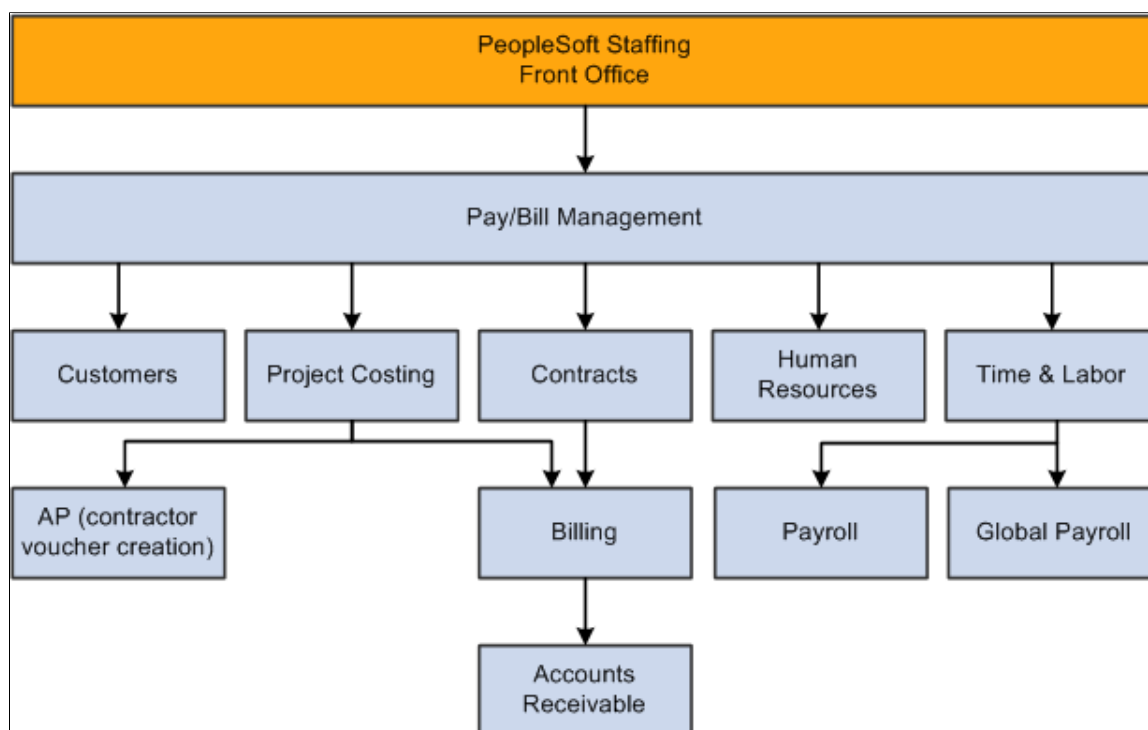 PeopleSoft Staffing
Front Office
Pay/Bill Management
Customers
Project Costing
Contracts
Human
Resources
Time & Labor
AP (contractor
voucher creation)
Billing
Payroll
Global Payroll
Accounts
Receivable